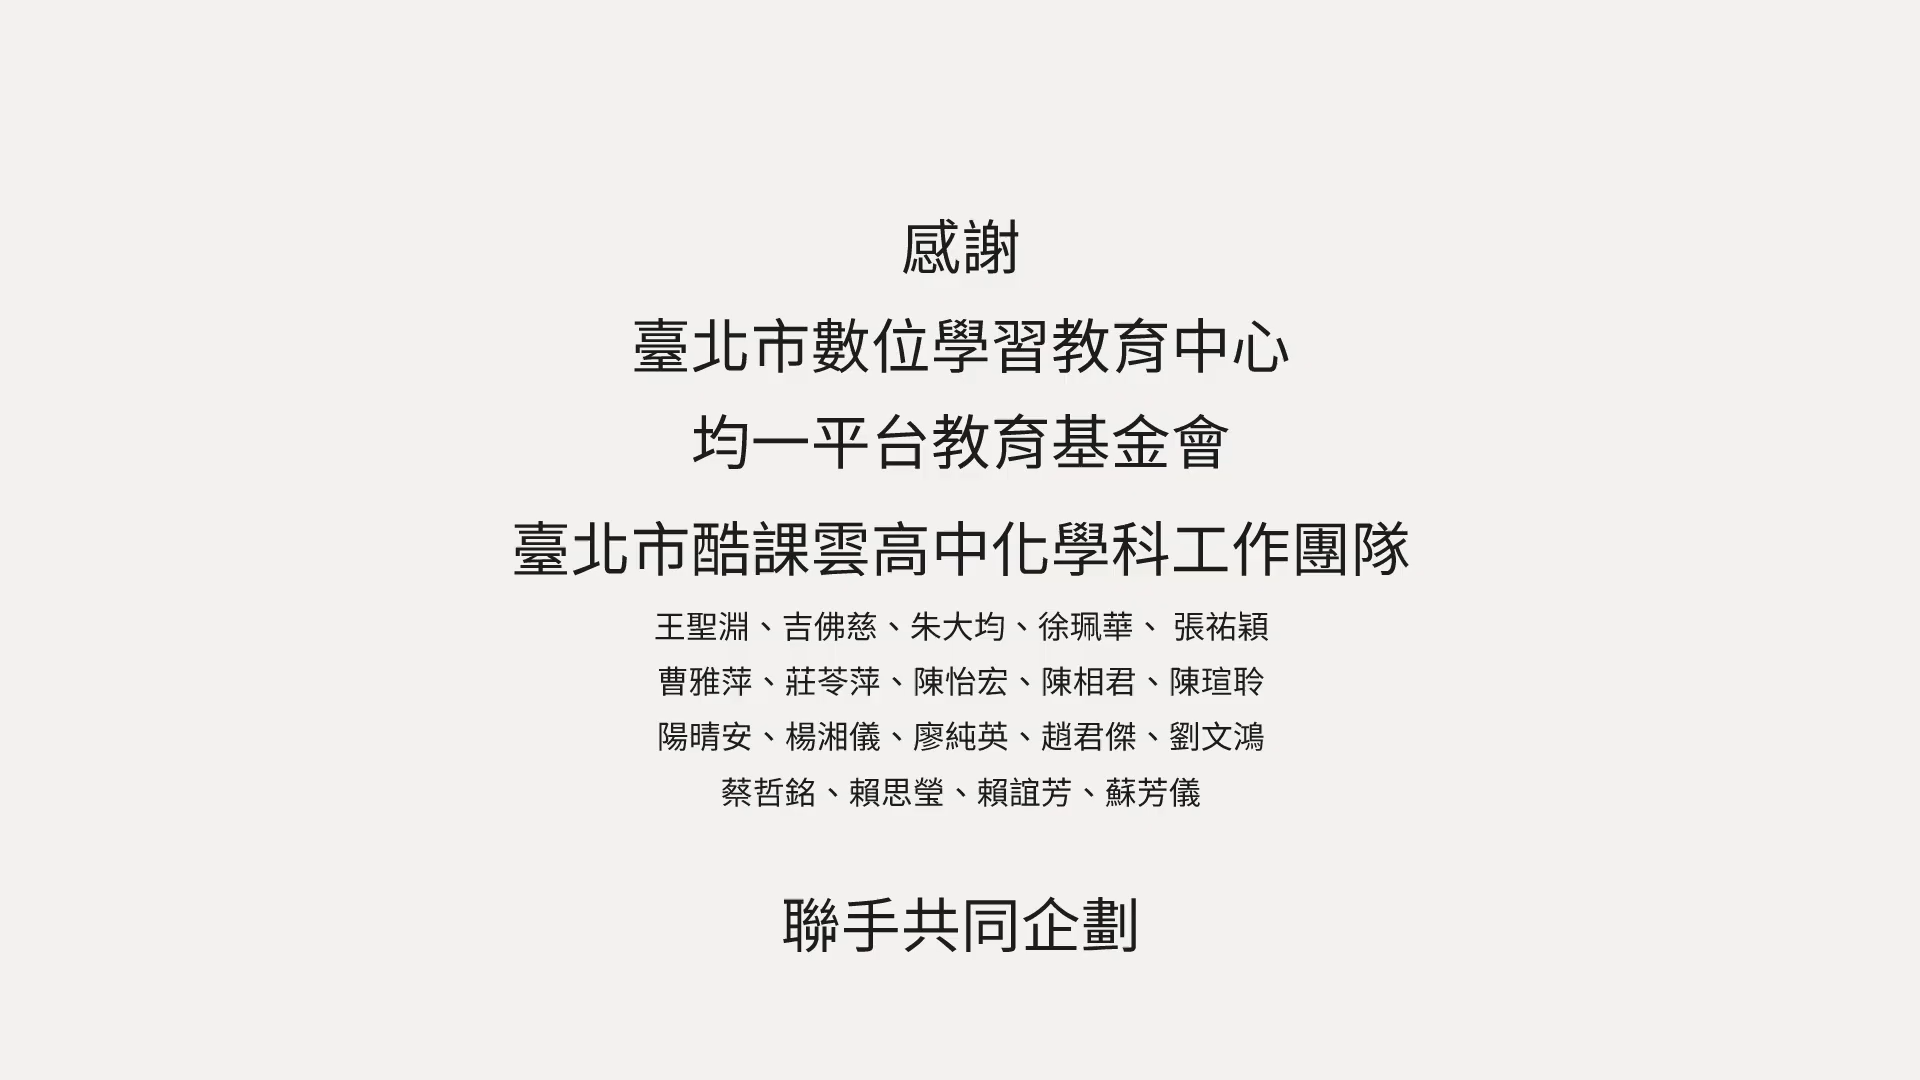 感謝
臺北市數位學習教育中心
均一平台教育基金會
臺北市酷課雲高中化學科工作團隊
王聖淵、吉佛慈、朱大均、徐珮華、 張祐穎
曹雅萍、莊苓萍、陳怡宏、陳相君、陳瑄聆
陽晴安、楊湘儀、廖純英、趙君傑、劉文鴻
蔡哲銘、賴思瑩、賴誼芳、蘇芳儀
聯手共同企劃